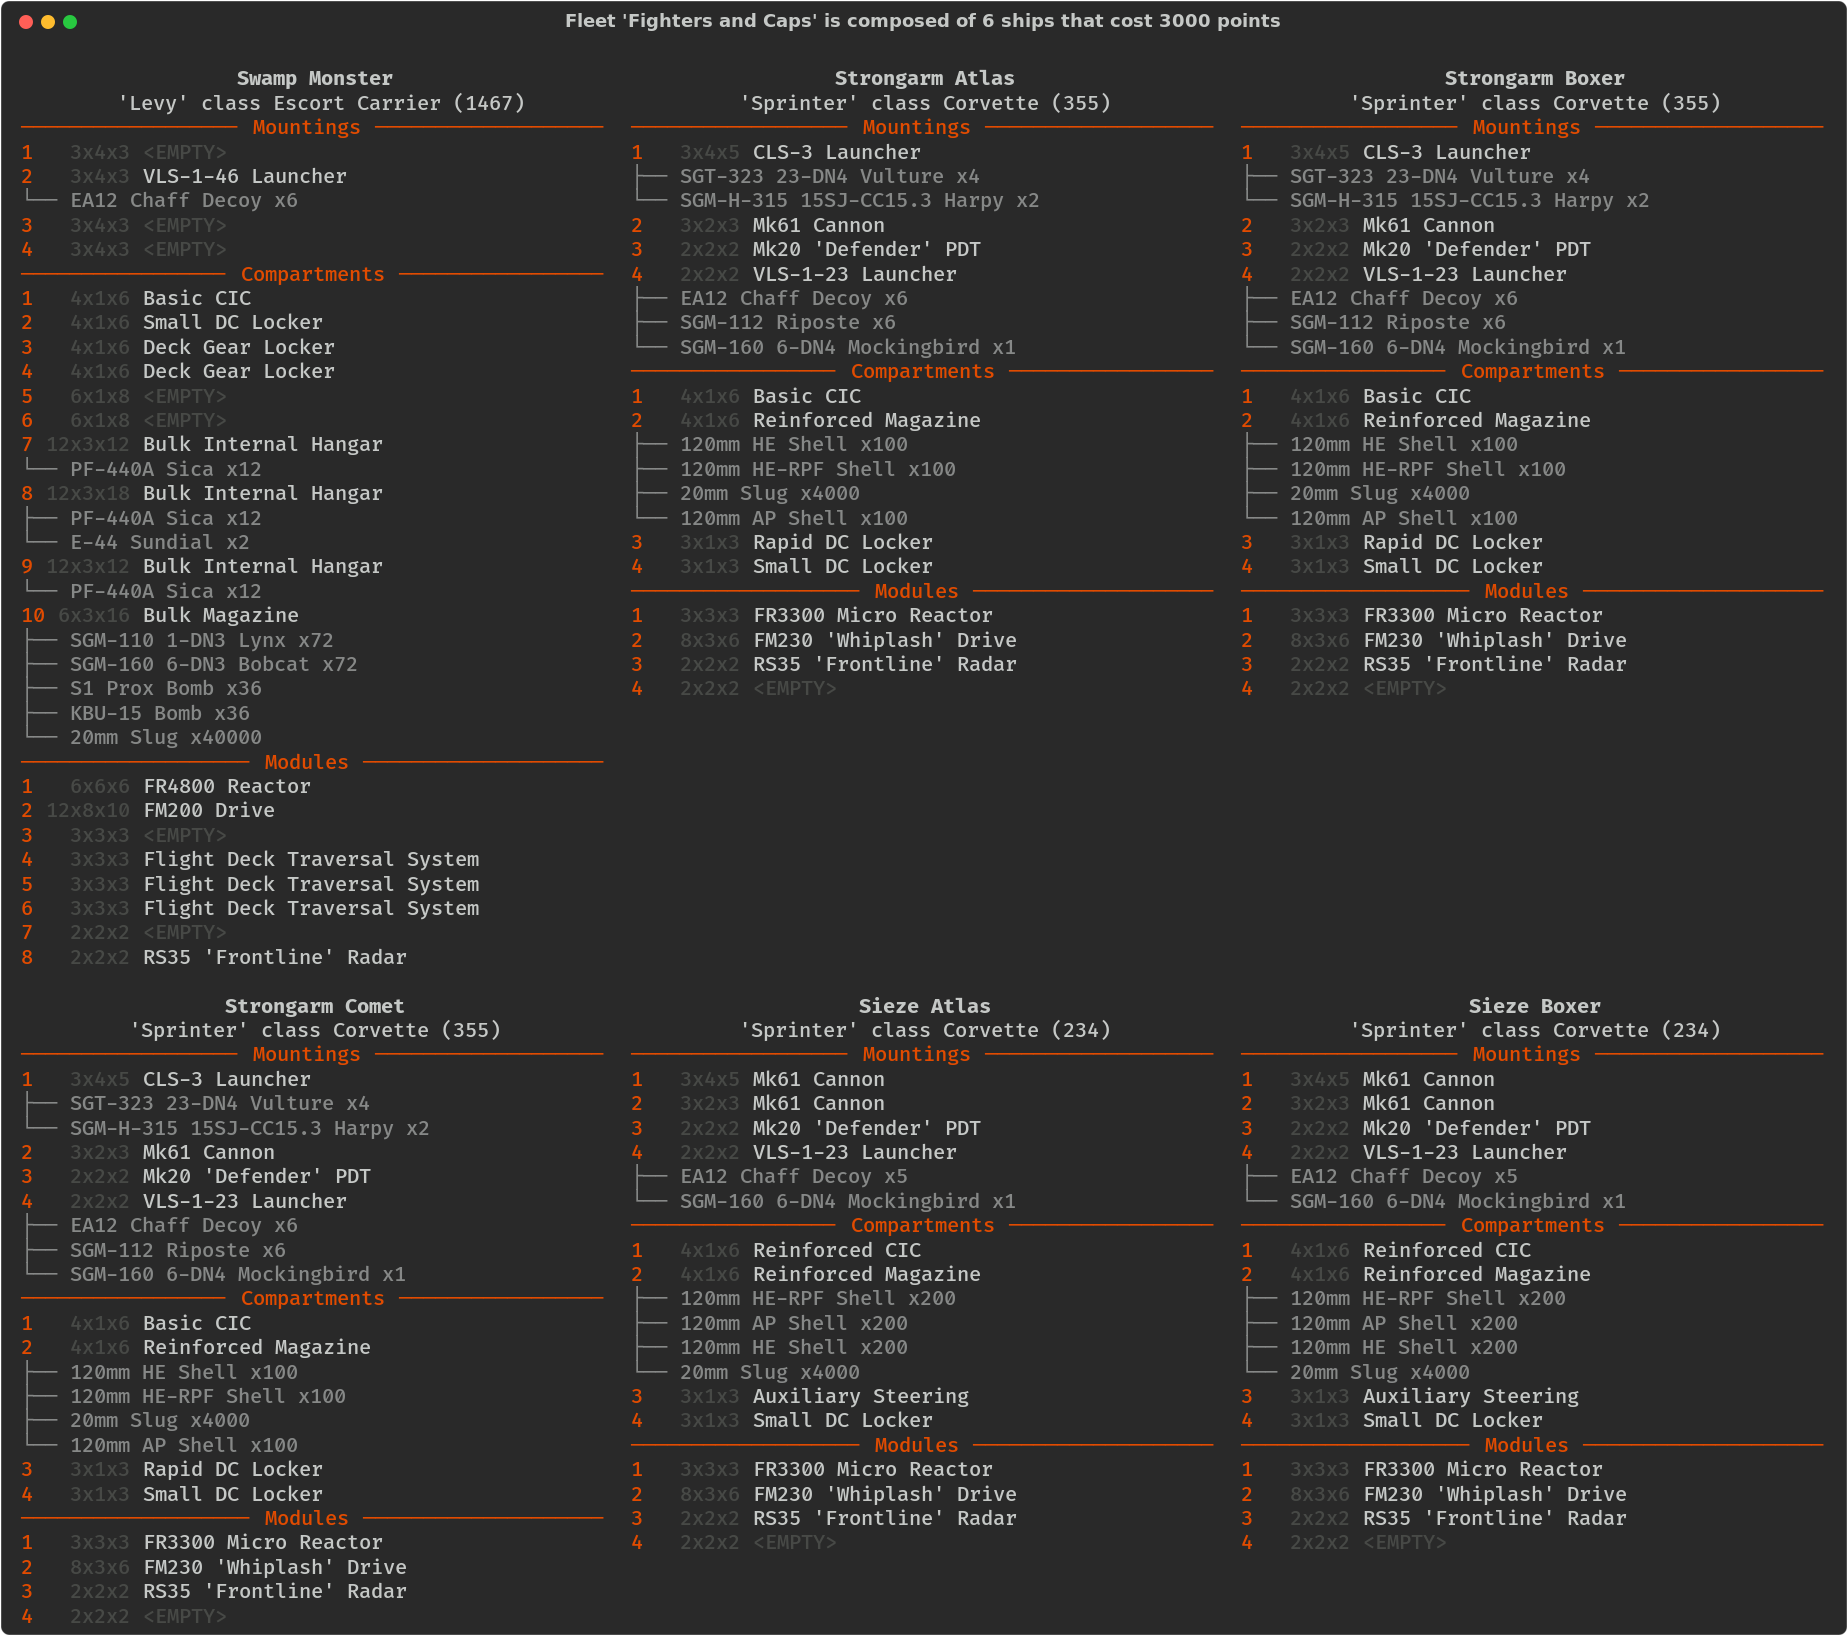 Fleet 'Fighters and Caps' is composed of 6 ships that cost 3000 points
Swamp Monster
'Levy' class Escort Carrier (1467)
Mountings
1 3x4x3 <EMPTY>
2 3x4x3 VLS-1-46 Launcher
EA12 Chaff Decoy x6
3 3x4x3 <EMPTY>
4 3x4x3 <EMPTY>
Compartments
1 4x1x6 Basic CIC
2 4x1x6 Small DC Locker
3 4x1x6 Deck Gear Locker
4 4x1x6 Deck Gear Locker
5 6x1x8 <EMPTY>
6 6x1x8 <EMPTY>
7 12x3x12 Bulk Internal Hangar
PF-440A Sica x12
8 12x3x18 Bulk Internal Hangar
PF-440A Sica x12
E-44 Sundial x2
9 12x3x12 Bulk Internal Hangar
PF-440A Sica x12
10 6x3x16 Bulk Magazine
SGM-110 1-DN3 Lynx x72
SGM-160 6-DN3 Bobcat x72
S1 Prox Bomb x36
KBU-15 Bomb x36
20mm Slug x40000
Modules
1 6x6x6 FR4800 Reactor
2 12x8x10 FM200 Drive
3 3x3x3 <EMPTY>
4 3x3x3 Flight Deck Traversal System
5 3x3x3 Flight Deck Traversal System
6 3x3x3 Flight Deck Traversal System
7 2x2x2 <EMPTY>
8 2x2x2 RS35 'Frontline' Radar
Strongarm Atlas
'Sprinter' class Corvette (355)
Mountings
1 3x4x5 CLS-3 Launcher
SGT-323 23-DN4 Vulture x4
SGM-H-315 15SJ-CC15.3 Harpy x2
2 3x2x3 Mk61 Cannon
3 2x2x2 Mk20 'Defender' PDT
4 2x2x2 VLS-1-23 Launcher
EA12 Chaff Decoy x6
SGM-112 Riposte x6
SGM-160 6-DN4 Mockingbird x1
Compartments
1 4x1x6 Basic CIC
2 4x1x6 Reinforced Magazine
120mm HE Shell x100
120mm HE-RPF Shell x100
20mm Slug x4000
120mm AP Shell x100
3 3x1x3 Rapid DC Locker
4 3x1x3 Small DC Locker
Modules
1 3x3x3 FR3300 Micro Reactor
2 8x3x6 FM230 'Whiplash' Drive
3 2x2x2 RS35 'Frontline' Radar
4 2x2x2 <EMPTY>
Strongarm Boxer
'Sprinter' class Corvette (355)
Mountings
1 3x4x5 CLS-3 Launcher
SGT-323 23-DN4 Vulture x4
SGM-H-315 15SJ-CC15.3 Harpy x2
2 3x2x3 Mk61 Cannon
3 2x2x2 Mk20 'Defender' PDT
4 2x2x2 VLS-1-23 Launcher
EA12 Chaff Decoy x6
SGM-112 Riposte x6
SGM-160 6-DN4 Mockingbird x1
Compartments
1 4x1x6 Basic CIC
2 4x1x6 Reinforced Magazine
120mm HE Shell x100
120mm HE-RPF Shell x100
20mm Slug x4000
120mm AP Shell x100
3 3x1x3 Rapid DC Locker
4 3x1x3 Small DC Locker
Modules
1 3x3x3 FR3300 Micro Reactor
2 8x3x6 FM230 'Whiplash' Drive
3 2x2x2 RS35 'Frontline' Radar
4 2x2x2 <EMPTY>
Strongarm Comet
'Sprinter' class Corvette (355)
Mountings
1 3x4x5 CLS-3 Launcher
SGT-323 23-DN4 Vulture x4
SGM-H-315 15SJ-CC15.3 Harpy x2
2 3x2x3 Mk61 Cannon
3 2x2x2 Mk20 'Defender' PDT
4 2x2x2 VLS-1-23 Launcher
EA12 Chaff Decoy x6
SGM-112 Riposte x6
SGM-160 6-DN4 Mockingbird x1
Compartments
1 4x1x6 Basic CIC
2 4x1x6 Reinforced Magazine
120mm HE Shell x100
120mm HE-RPF Shell x100
20mm Slug x4000
120mm AP Shell x100
3 3x1x3 Rapid DC Locker
4 3x1x3 Small DC Locker
Modules
1 3x3x3 FR3300 Micro Reactor
2 8x3x6 FM230 'Whiplash' Drive
3 2x2x2 RS35 'Frontline' Radar
4 2x2x2 <EMPTY>
Sieze Atlas
'Sprinter' class Corvette (234)
Mountings
1 3x4x5 Mk61 Cannon
2 3x2x3 Mk61 Cannon
3 2x2x2 Mk20 'Defender' PDT
4 2x2x2 VLS-1-23 Launcher
EA12 Chaff Decoy x5
SGM-160 6-DN4 Mockingbird x1
Compartments
1 4x1x6 Reinforced CIC
2 4x1x6 Reinforced Magazine
120mm HE-RPF Shell x200
120mm AP Shell x200
120mm HE Shell x200
20mm Slug x4000
3 3x1x3 Auxiliary Steering
4 3x1x3 Small DC Locker
Modules
1 3x3x3 FR3300 Micro Reactor
2 8x3x6 FM230 'Whiplash' Drive
3 2x2x2 RS35 'Frontline' Radar
4 2x2x2 <EMPTY>
Sieze Boxer
'Sprinter' class Corvette (234)
Mountings
1 3x4x5 Mk61 Cannon
2 3x2x3 Mk61 Cannon
3 2x2x2 Mk20 'Defender' PDT
4 2x2x2 VLS-1-23 Launcher
EA12 Chaff Decoy x5
SGM-160 6-DN4 Mockingbird x1
Compartments
1 4x1x6 Reinforced CIC
2 4x1x6 Reinforced Magazine
120mm HE-RPF Shell x200
120mm AP Shell x200
120mm HE Shell x200
20mm Slug x4000
3 3x1x3 Auxiliary Steering
4 3x1x3 Small DC Locker
Modules
1 3x3x3 FR3300 Micro Reactor
2 8x3x6 FM230 'Whiplash' Drive
3 2x2x2 RS35 'Frontline' Radar
4 2x2x2 <EMPTY>